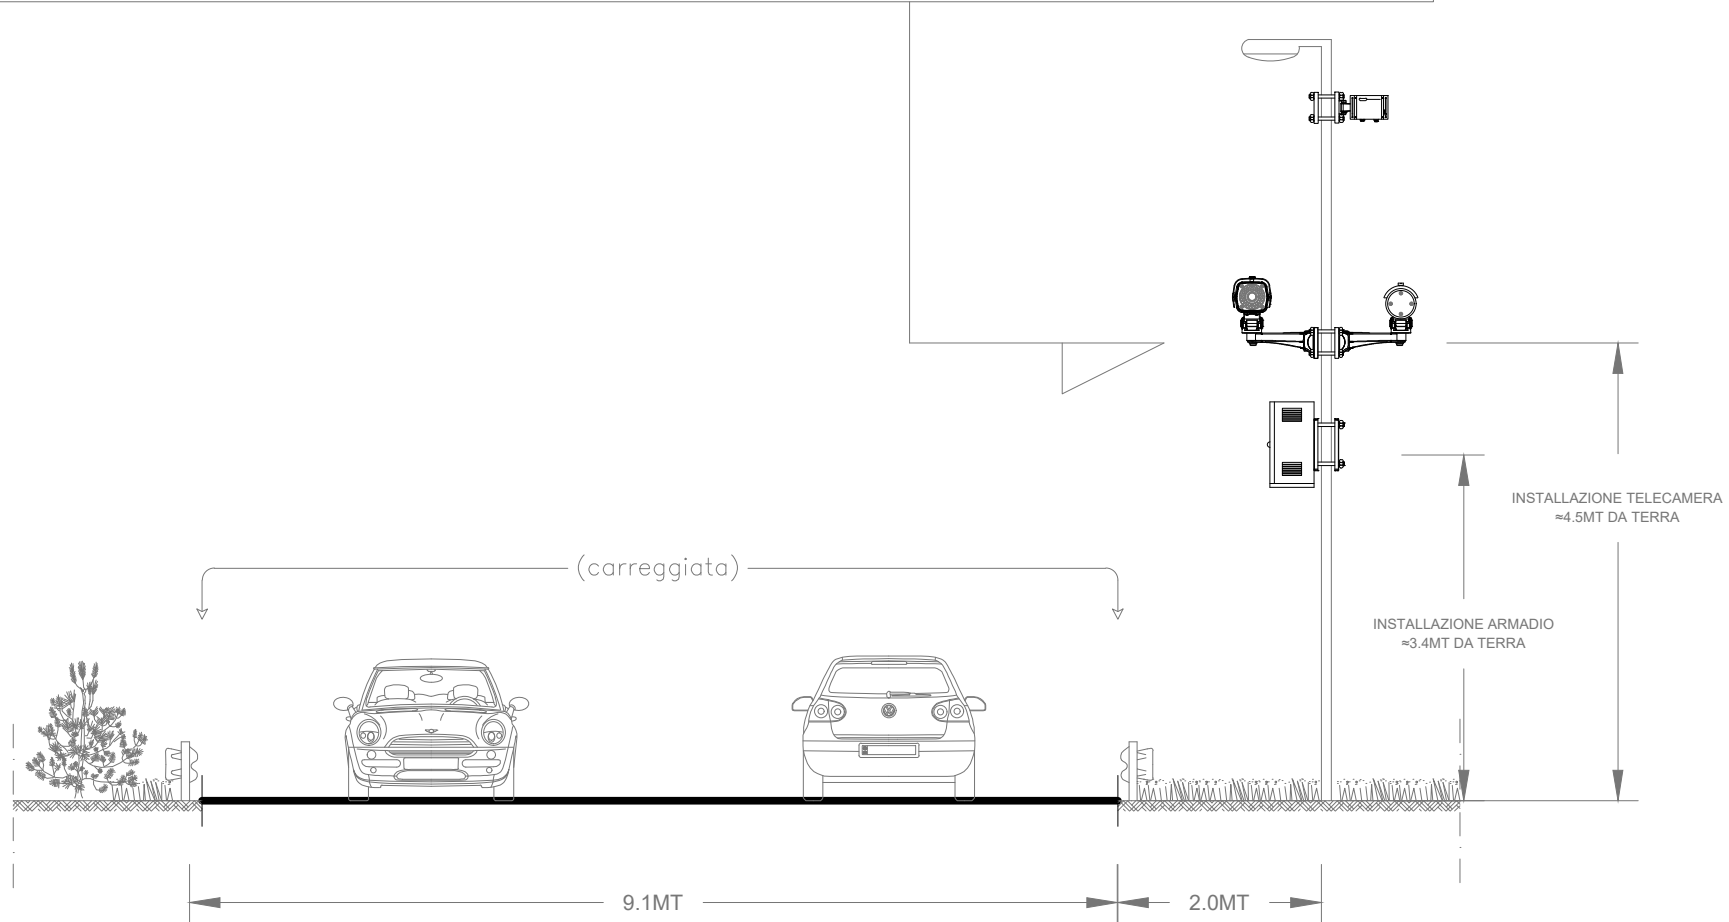 INSTALLAZIONE TELECAMERA
≈4.5MT DA TERRA
(carreggiata)
INSTALLAZIONE ARMADIO
≈3.4MT DA TERRA
9.1MT
2.0MT